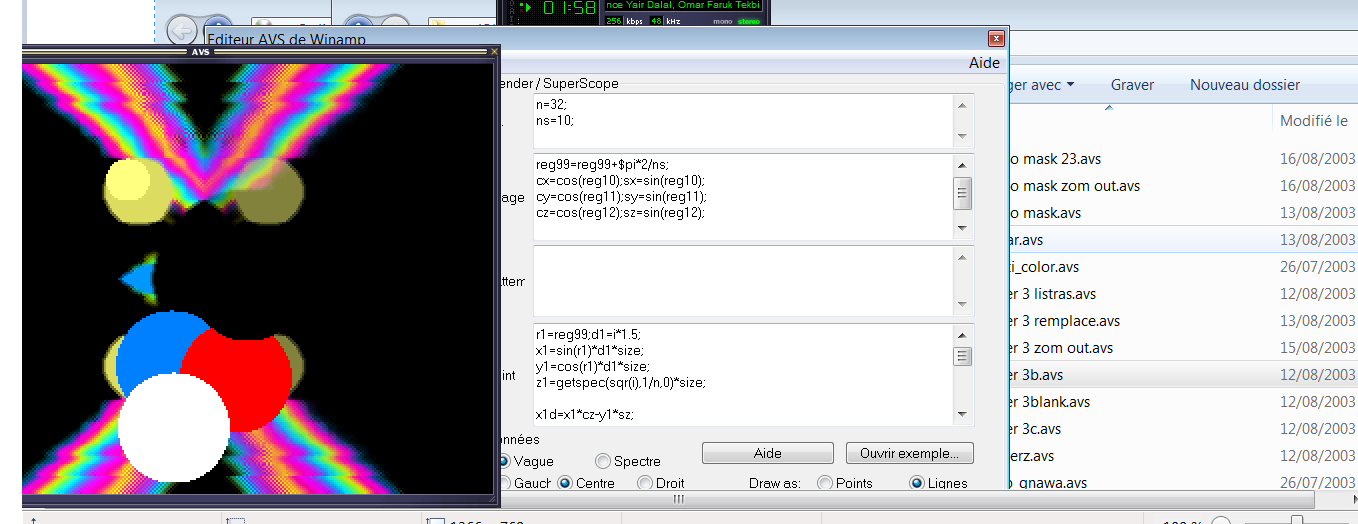 01:58
nce Yair Dalal, Omar Faruk Tekbi
256 kbps 48 kHz mono stereo
Editeur AVS de Winamp
AVS
Aide
ender / SuperScope
n=32;
ns=10;
age
reg99=reg99+$pi*2/ns;
cx=cos(reg10);sx=sin(reg10);
cy=cos(reg11);sy=sin(reg11);
cz=cos(reg12);sz=sin(reg12);
int
r1=reg99;d1=i*1.5;
x1=sin(r1)*d1*size;
y1=cos(r1)*d1*size;
z1=getspec(sqr(i),1/n,0)*size;
x1d=x1*cz-y1*sz;
nnées
Vague Spectre
Gauch Centre Droit
Aide Ouvrir exemple...
Draw as: Points Lignes
ger avec Graver Nouveau dossier
Modifié le
o mask 23.avs 16/08/2003
o mask zom out.avs 16/08/2003
o mask.avs 13/08/2003
ar.avs 13/08/2003
i_color.avs 26/07/2003
er 3 listras.avs 12/08/2003
er 3 remplace.avs 13/08/2003
er 3 zom out.avs 15/08/2003
er 3b.avs 12/08/2003
er 3blank.avs 12/08/2003
er 3c.avs 12/08/2003
erz.avs 12/08/2003
gnawa.avs 26/07/2003